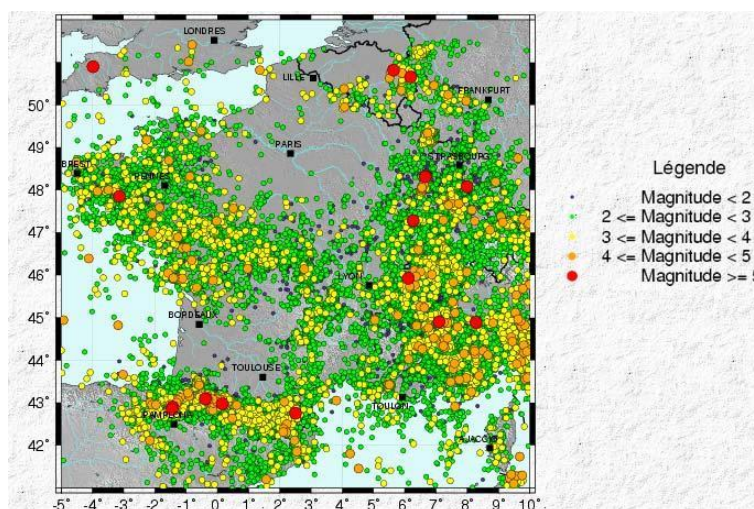 LONDRES
LILLE
FRANKFURT
50°
PARIS
49°
STRASBOURG
BREST
RENNES
48°
47°
46°
LYON
45°
BORDEAUX
44°
TOULOUSE
43°
TOULON
PAMPLONA
42°
AJACCIO
-5° -4° -3° -2° -1° 0° 1° 2° 3° 4° 5° 6° 7° 8° 9° 10°
Légende
Magnitude < 2
2 <= Magnitude < 3
3 <= Magnitude < 4
4 <= Magnitude < 5
Magnitude >= 5